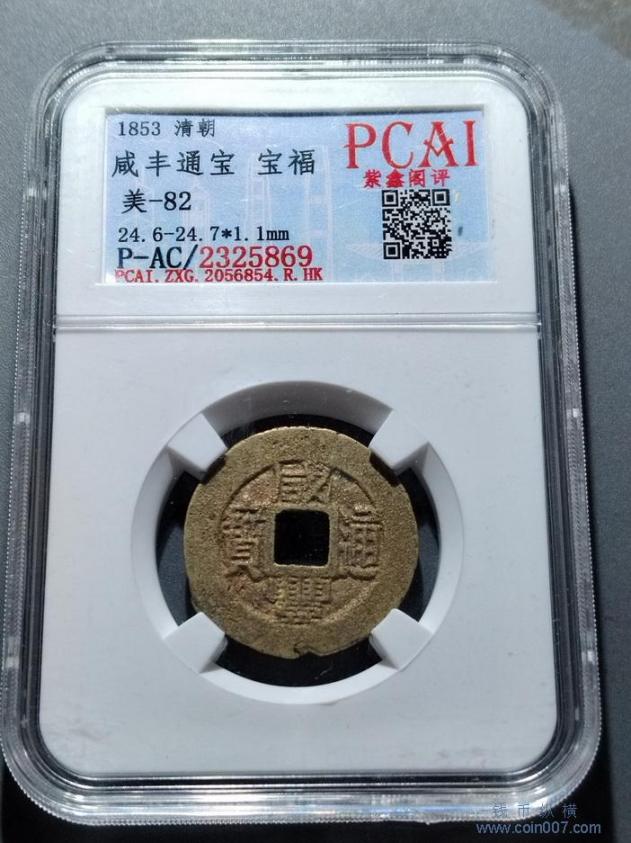 1853 清朝
PCAI
咸丰通宝 宝福
紫鑫阁评
美-82
24.6-24.7*1.1mm
P-AC/2325869
PCAI.ZXG.2056854.R.HK
咸
寶 通
豐
钱币纵横
www.coin007.com